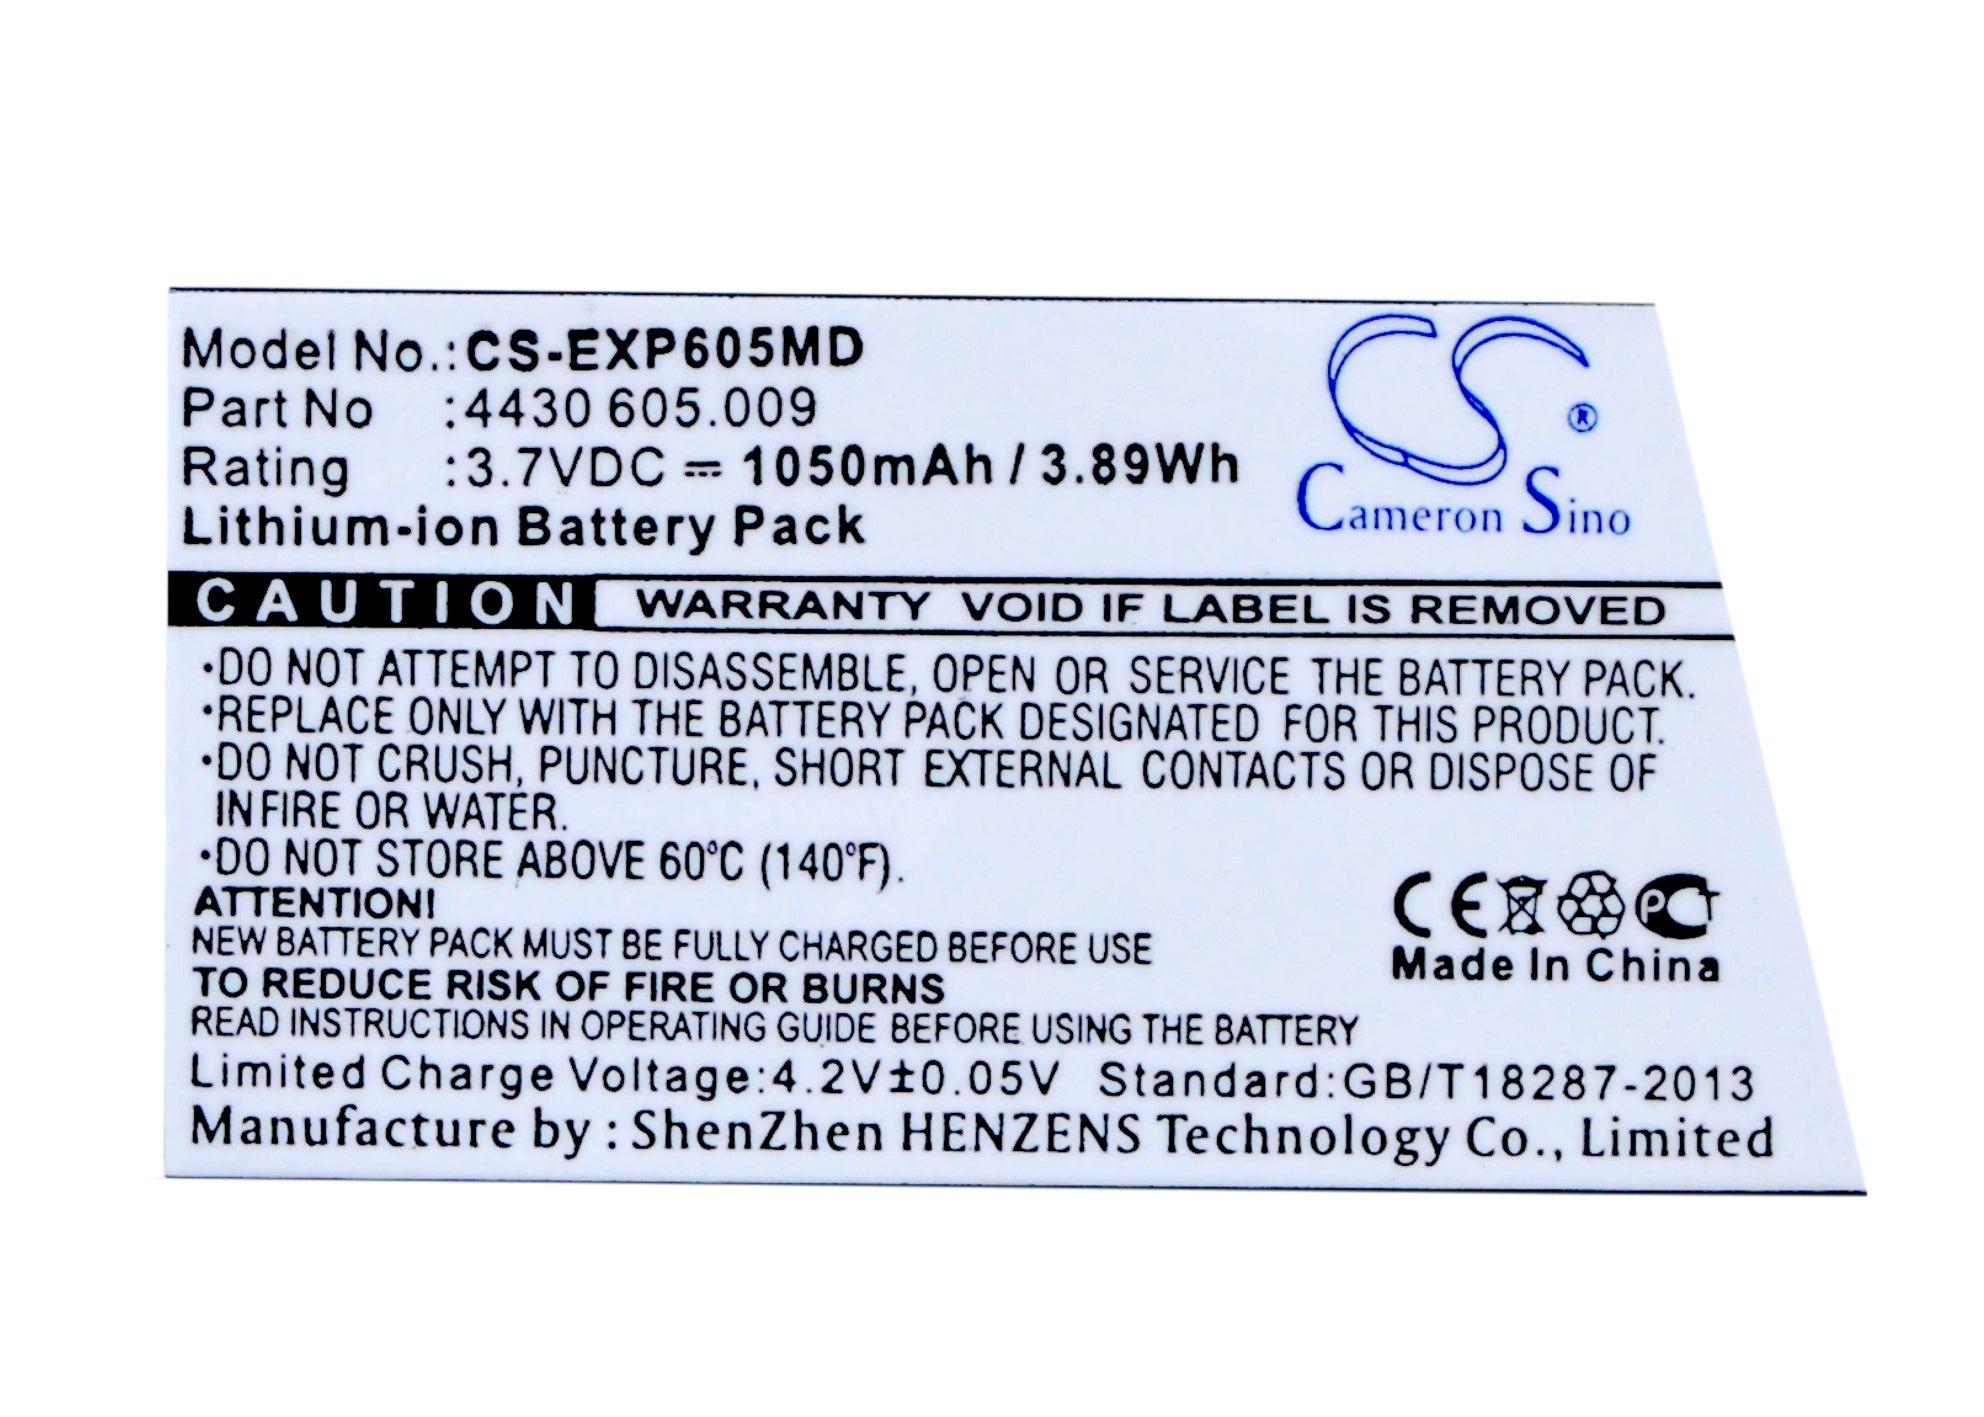 Model No.:CS-EXP605MD
Part No :4430 605.009
Rating :3.7VDC ⎓ 1050mAh / 3.89Wh
Lithium-ion Battery Pack
CS ®
Cameron Sino
CAUTION WARRANTY VOID IF LABEL IS REMOVED
•DO NOT ATTEMPT TO DISASSEMBLE, OPEN OR SERVICE THE BATTERY PACK.
•REPLACE ONLY WITH THE BATTERY PACK DESIGNATED FOR THIS PRODUCT.
•DO NOT CRUSH, PUNCTURE, SHORT EXTERNAL CONTACTS OR DISPOSE OF
IN FIRE OR WATER.
•DO NOT STORE ABOVE 60°C (140°F).
ATTENTION!
NEW BATTERY PACK MUST BE FULLY CHARGED BEFORE USE
TO REDUCE RISK OF FIRE OR BURNS
READ INSTRUCTIONS IN OPERATING GUIDE BEFORE USING THE BATTERY
CE PCT
Made In China
Limited Charge Voltage:4.2V±0.05V Standard:GB/T18287-2013
Manufacture by : ShenZhen HENZENS Technology Co., Limited